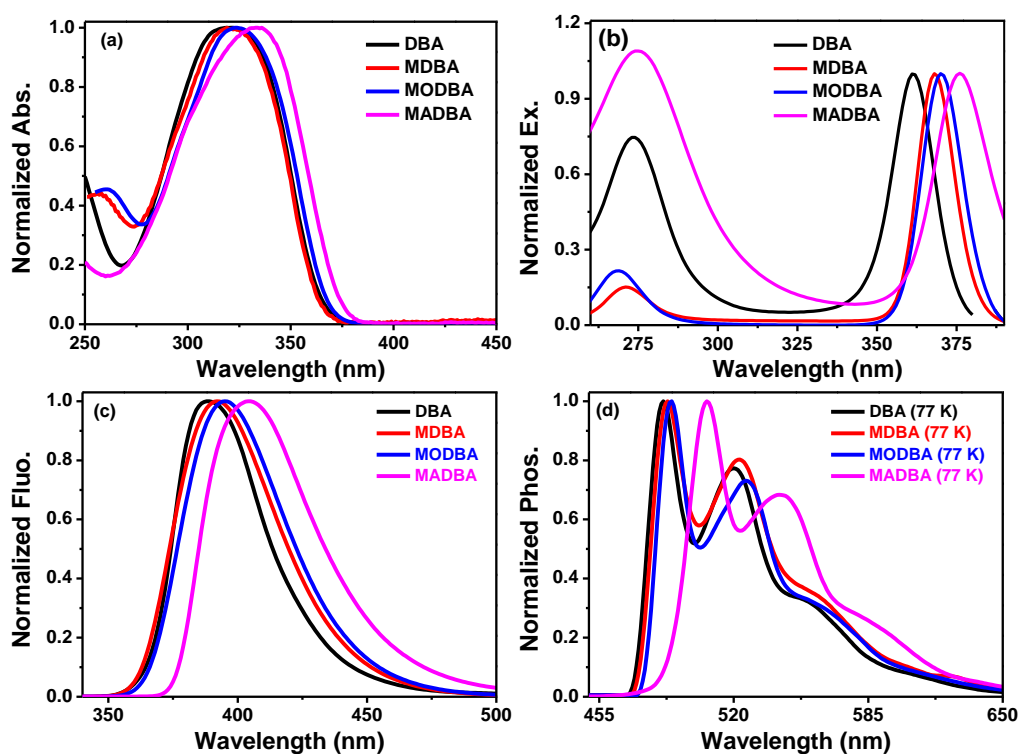 (a)
DBA
MDBA
MODBA
MADBA
Normalized Abs.
1.0
0.8
0.6
0.4
0.2
0.0
250 300 350 400 450
Wavelength (nm)
(b)
DBA
MDBA
MODBA
MADBA
Normalized Ex.
1.2
0.9
0.6
0.3
0.0
275 300 325 350 375
Wavelength (nm)
(c)
DBA
MDBA
MODBA
MADBA
Normalized Fluo.
1.0
0.8
0.6
0.4
0.2
0.0
350 400 450 500
Wavelength (nm)
(d)
DBA (77 K)
MDBA (77 K)
MODBA (77 K)
MADBA (77 K)
Normalized Phos.
1.0
0.8
0.6
0.4
0.2
0.0
455 520 585 650
Wavelength (nm)